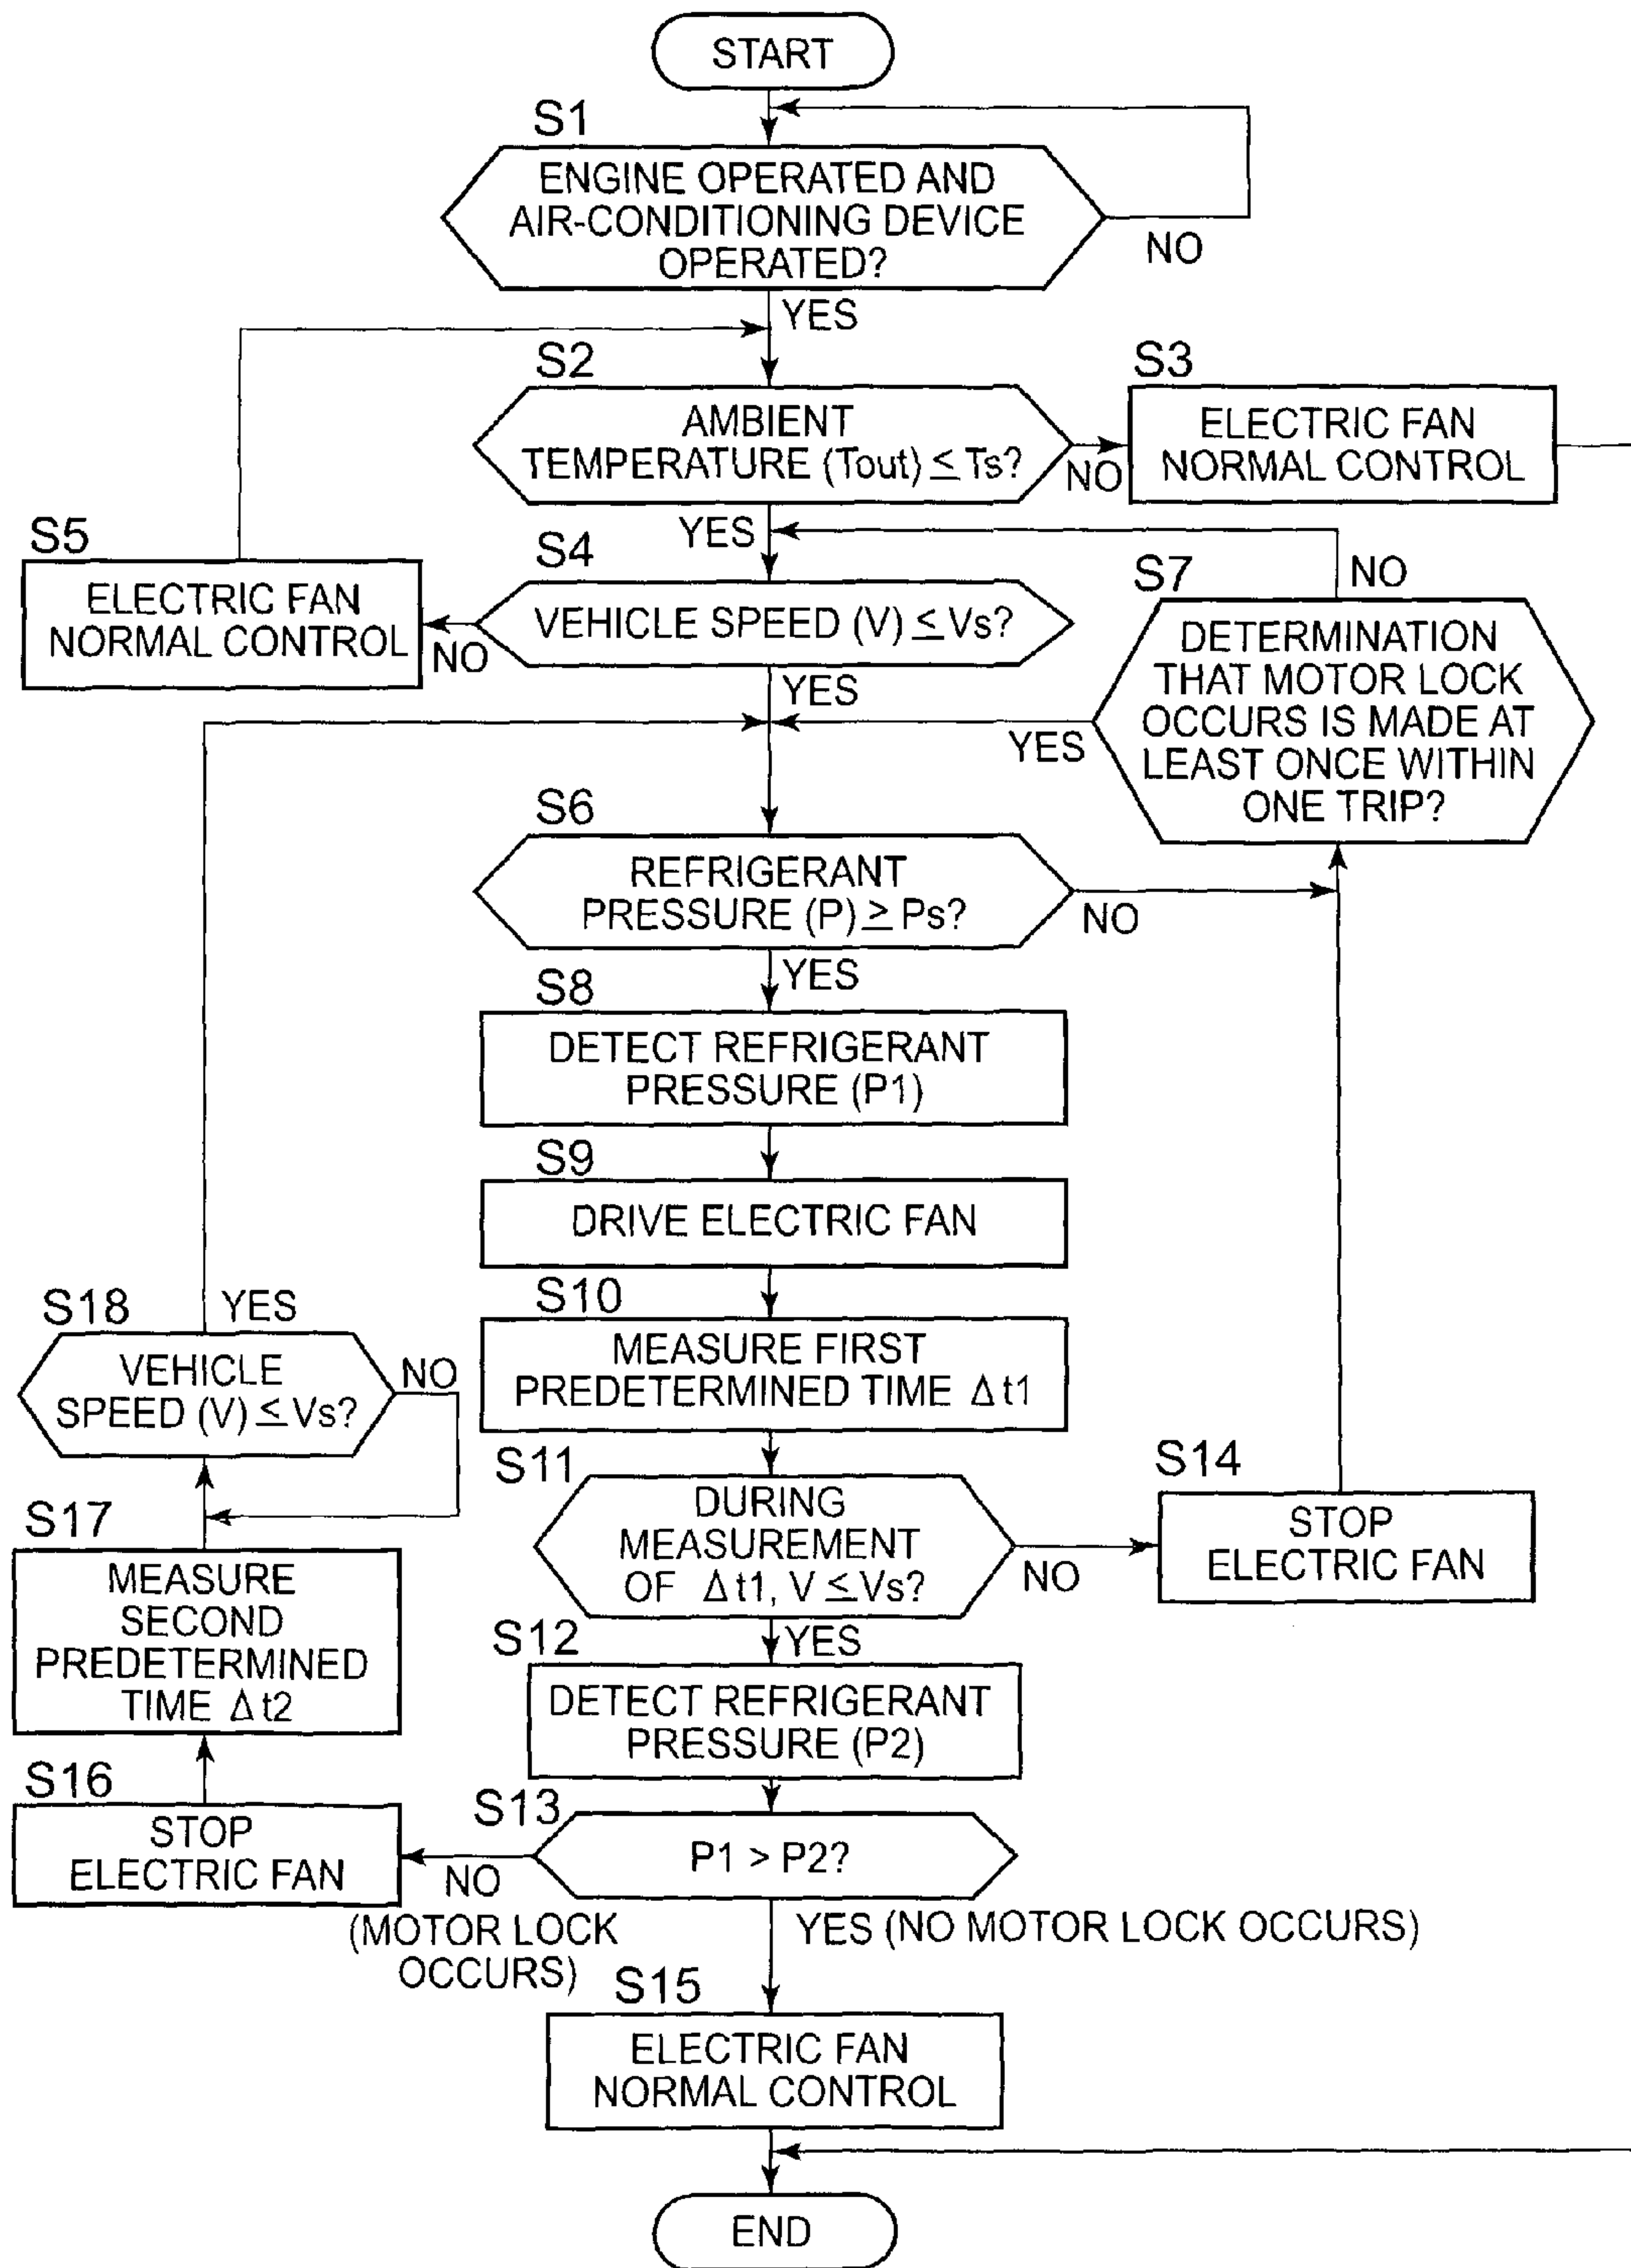 START
S1
ENGINE OPERATED AND
AIR-CONDITIONING DEVICE
OPERATED?
NO
YES
S2
AMBIENT
TEMPERATURE (Tout) ≤ Ts?
NO
S3
ELECTRIC FAN
NORMAL CONTROL
YES
S5
ELECTRIC FAN
NORMAL CONTROL
S4
VEHICLE SPEED (V) ≤ Vs?
NO
YES
S7
NO
DETERMINATION
THAT MOTOR LOCK
OCCURS IS MADE AT
LEAST ONCE WITHIN
ONE TRIP?
YES
S6
REFRIGERANT
PRESSURE (P) ≥ Ps?
NO
YES
S8
DETECT REFRIGERANT
PRESSURE (P1)
S9
DRIVE ELECTRIC FAN
S10
MEASURE FIRST
PREDETERMINED TIME Δt1
S18
YES
VEHICLE
SPEED (V) ≤ Vs?
NO
S11
DURING
MEASUREMENT
OF Δt1, V ≤ Vs?
NO
S14
STOP
ELECTRIC FAN
S17
MEASURE
SECOND
PREDETERMINED
TIME Δt2
YES
S12
DETECT REFRIGERANT
PRESSURE (P2)
S16
STOP
ELECTRIC FAN
S13
P1 > P2?
NO
(MOTOR LOCK
OCCURS)
YES (NO MOTOR LOCK OCCURS)
S15
ELECTRIC FAN
NORMAL CONTROL
END